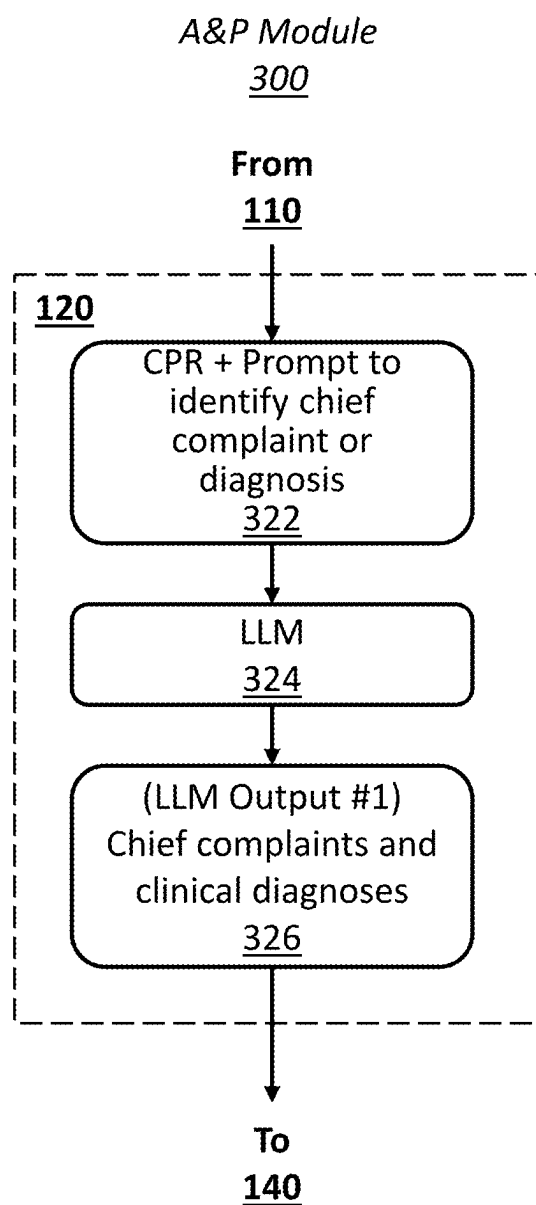 A&P Module
300
From
110
120
CPR + Prompt to
identify chief
complaint or
diagnosis
322
LLM
324
(LLM Output #1)
Chief complaints and
clinical diagnoses
326
To
140